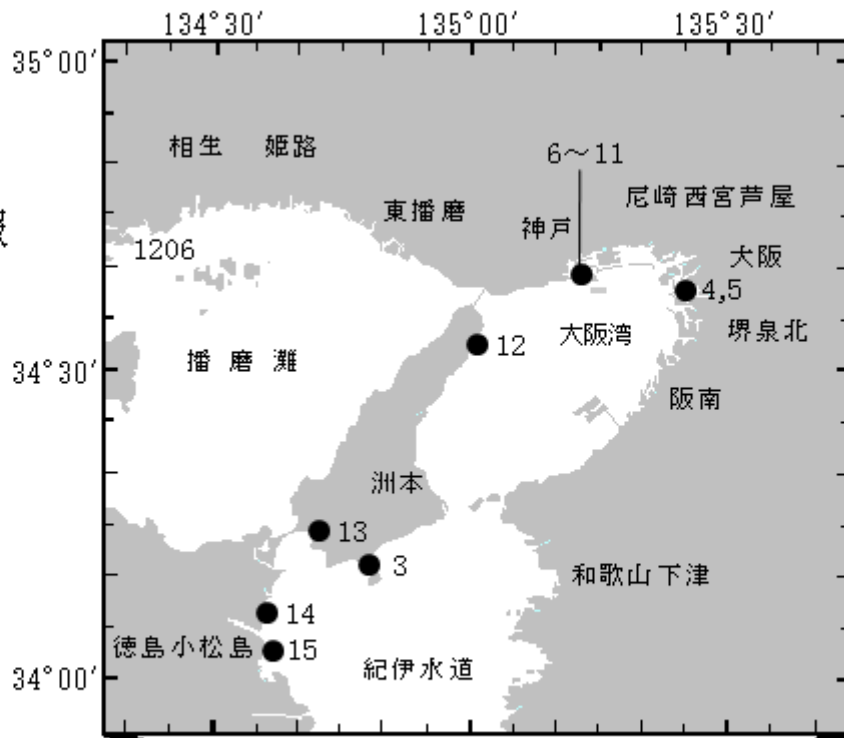 134°30′ 135°00′ 135°30′
35°00′
相生 姫路
6～11
尼崎西宮芦屋
東播磨
神戸
1206
大阪
4,5
大阪湾
堺泉北
12
播磨灘
34°30′
阪南
洲本
13
3
和歌山下津
14
徳島小松島
15
紀伊水道
34°00′